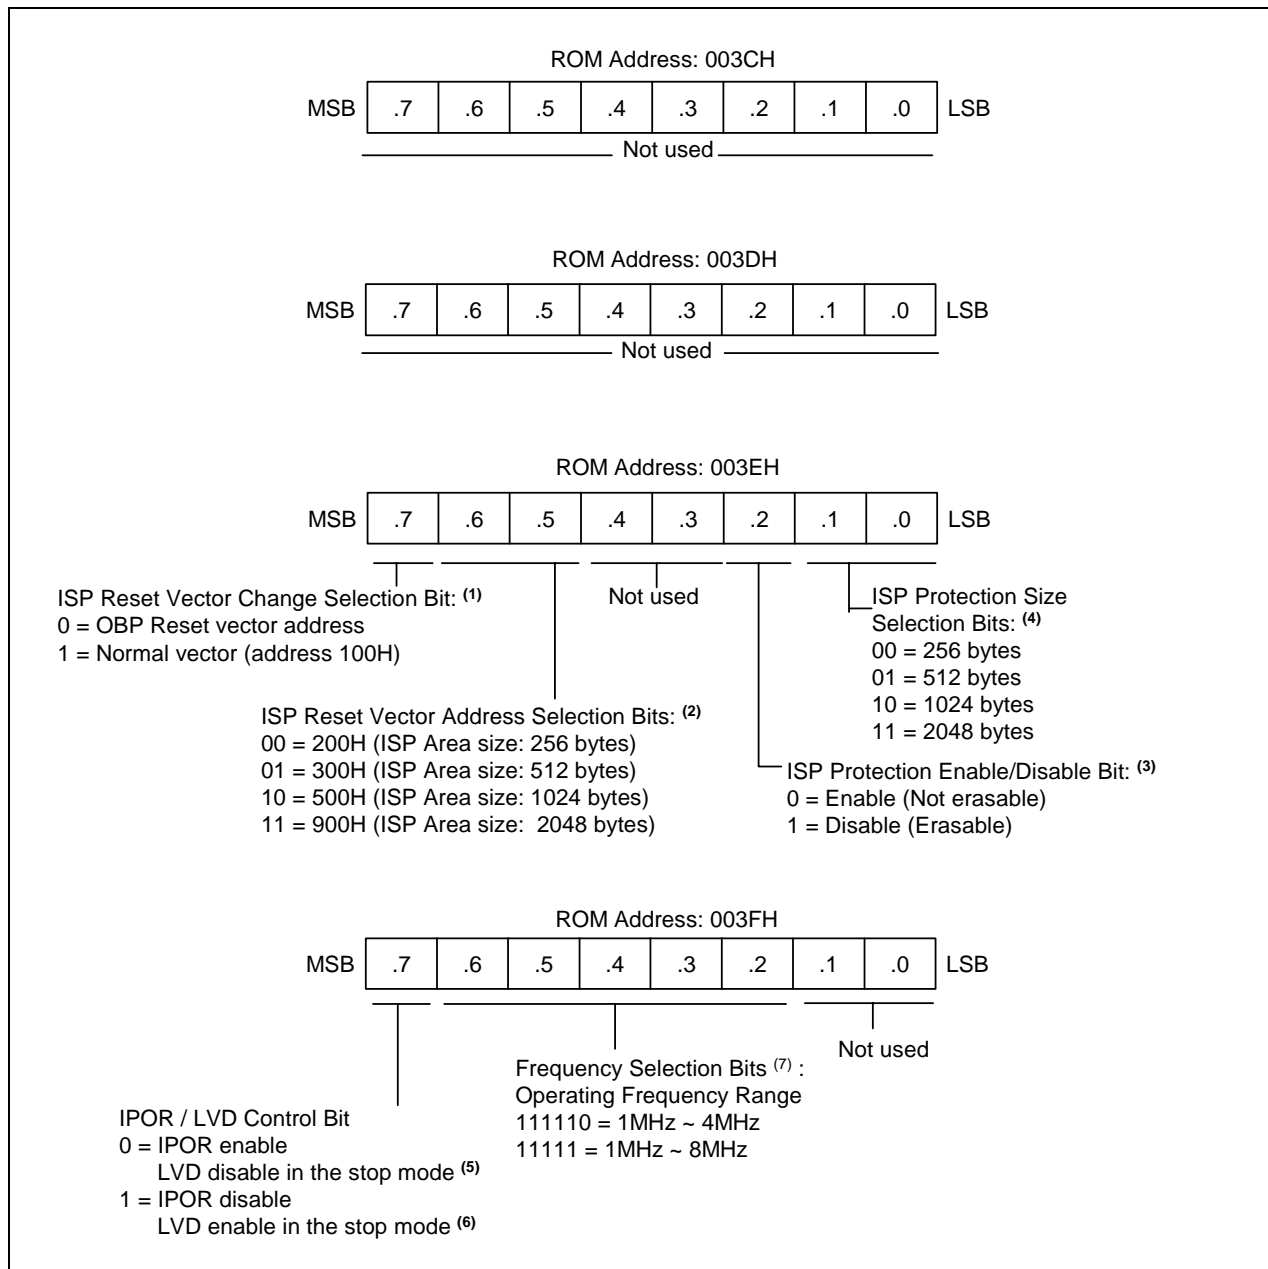 ROM Address: 003CH
MSB .7 .6 .5 .4 .3 .2 .1 .0 LSB
Not used
ROM Address: 003DH
MSB .7 .6 .5 .4 .3 .2 .1 .0 LSB
Not used
ROM Address: 003EH
MSB .7 .6 .5 .4 .3 .2 .1 .0 LSB
ISP Reset Vector Change Selection Bit: (1)
0 = OBP Reset vector address
1 = Normal vector (address 100H)
Not used
ISP Protection Size
Selection Bits: (4)
00 = 256 bytes
01 = 512 bytes
10 = 1024 bytes
11 = 2048 bytes
ISP Reset Vector Address Selection Bits: (2)
00 = 200H (ISP Area size: 256 bytes)
01 = 300H (ISP Area size: 512 bytes)
10 = 500H (ISP Area size: 1024 bytes)
11 = 900H (ISP Area size: 2048 bytes)
ISP Protection Enable/Disable Bit: (3)
0 = Enable (Not erasable)
1 = Disable (Erasable)
ROM Address: 003FH
MSB .7 .6 .5 .4 .3 .2 .1 .0 LSB
Not used
Frequency Selection Bits (7) :
Operating Frequency Range
111110 = 1MHz ~ 4MHz
11111 = 1MHz ~ 8MHz
IPOR / LVD Control Bit
0 = IPOR enable
LVD disable in the stop mode (5)
1 = IPOR disable
LVD enable in the stop mode (6)